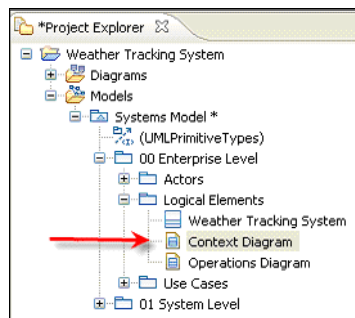 *Project Explorer
Weather Tracking System
Diagrams
Models
Systems Model *
(UMLPrimitiveTypes)
00 Enterprise Level
Actors
Logical Elements
Weather Tracking System
Context Diagram
Operations Diagram
Use Cases
01 System Level